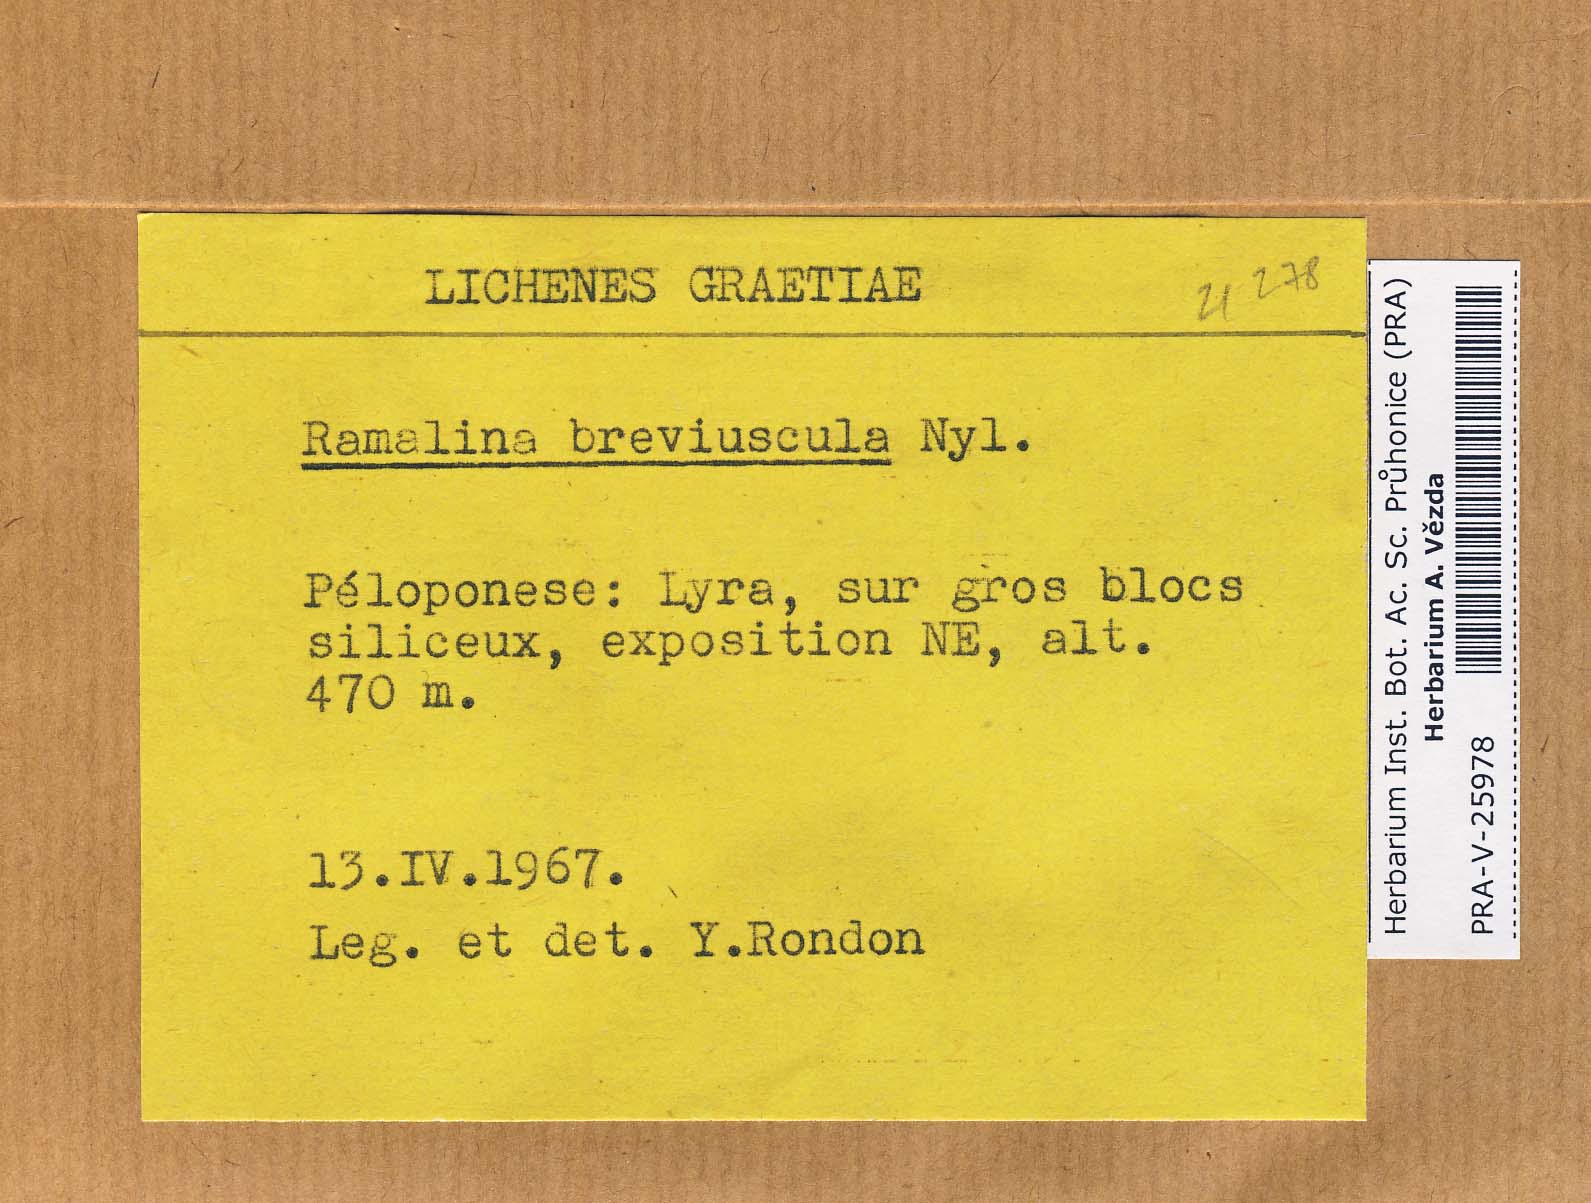 LICHENES GRAETIAE
278
Ramalina breviuscula Nyl.
Péloponese: Lyra, sur gros blocs
siliceux, exposition NE, alt.
470 m.
13.IV.1967.
Leg. et det. Y.Rondon
Herbarium Inst. Bot. Ac. Sc. Průhonice (PRA)
Herbarium A. Vězda
PRA-V-25978